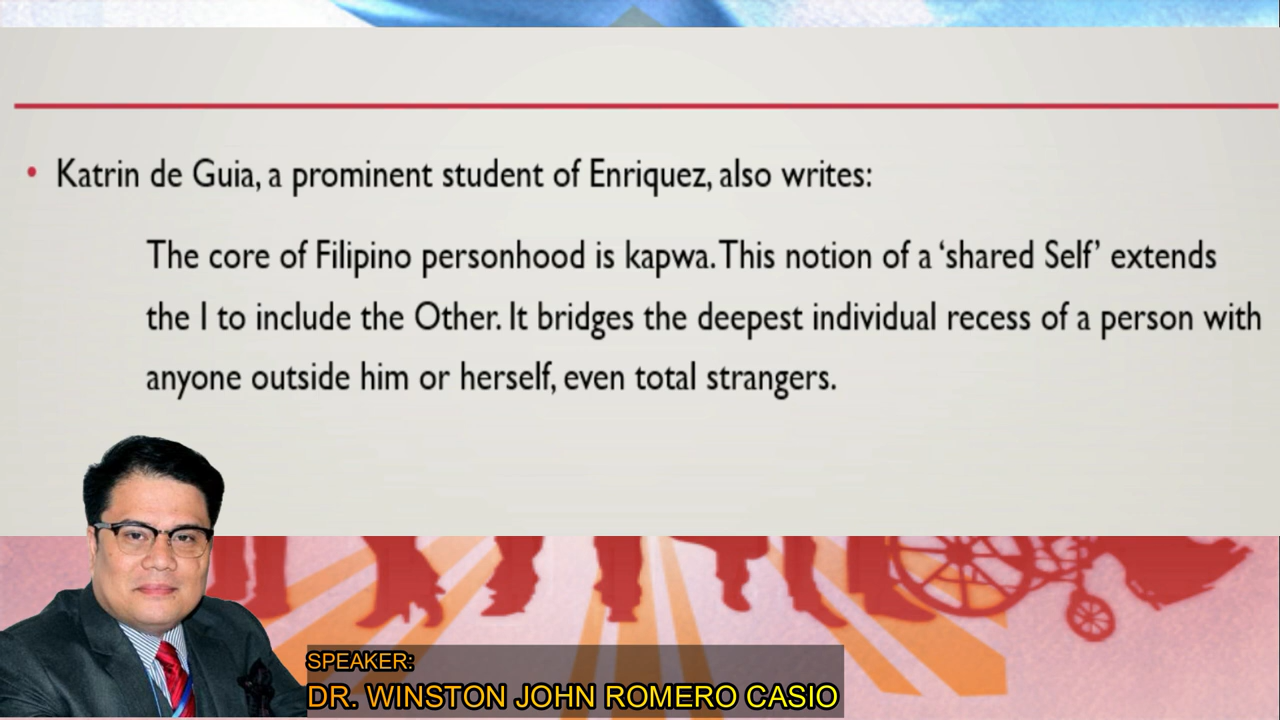 • Katrin de Guia, a prominent student of Enriquez, also writes:
The core of Filipino personhood is kapwa. This notion of a ‘shared Self’ extends
the I to include the Other. It bridges the deepest individual recess of a person with
anyone outside him or herself, even total strangers.
SPEAKER:
DR. WINSTON JOHN ROMERO CASIO